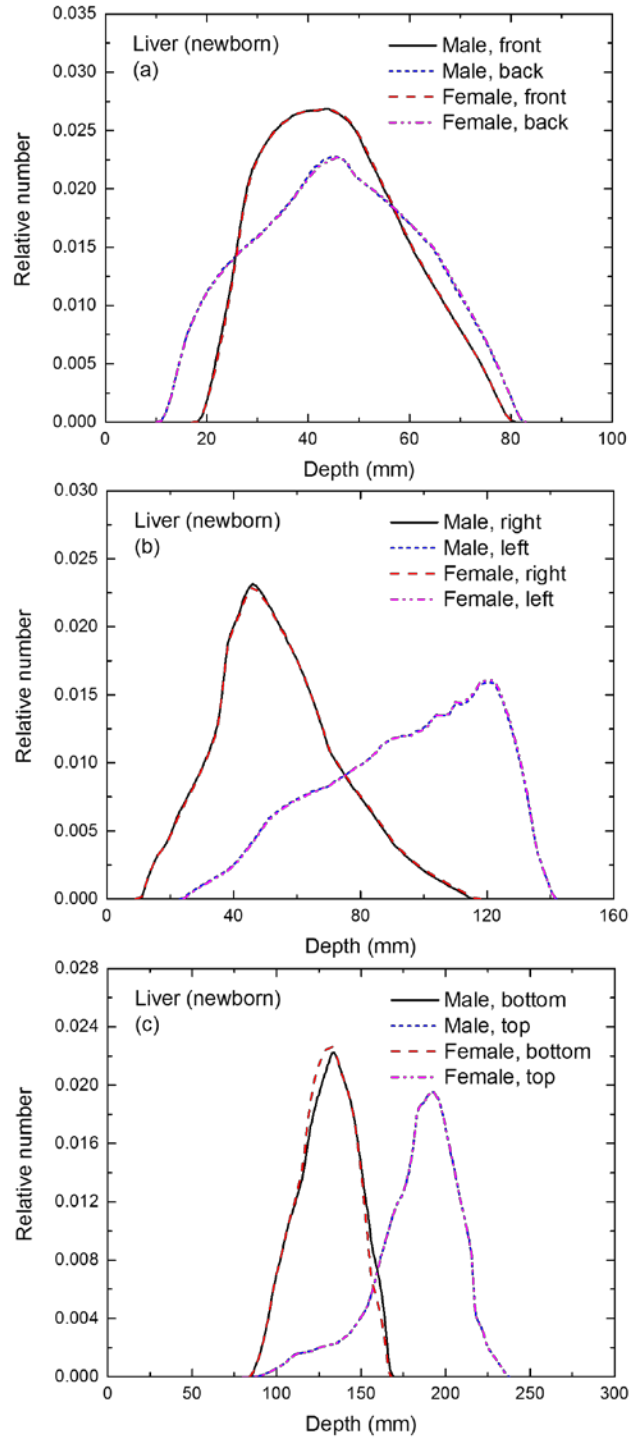 0.035
0.030
0.025
0.020
0.015
0.010
0.005
0.000
Relative number
Liver (newborn)
(a)
Male, front
Male, back
Female, front
Female, back
0 20 40 60 80 100
Depth (mm)
0.030
0.025
0.020
0.015
0.010
0.005
0.000
Relative number
Liver (newborn)
(b)
Male, right
Male, left
Female, right
Female, left
0 40 80 120 160
Depth (mm)
0.028
0.024
0.020
0.016
0.012
0.008
0.004
0.000
Relative number
Liver (newborn)
(c)
Male, bottom
Male, top
Female, bottom
Female, top
0 50 100 150 200 250 300
Depth (mm)